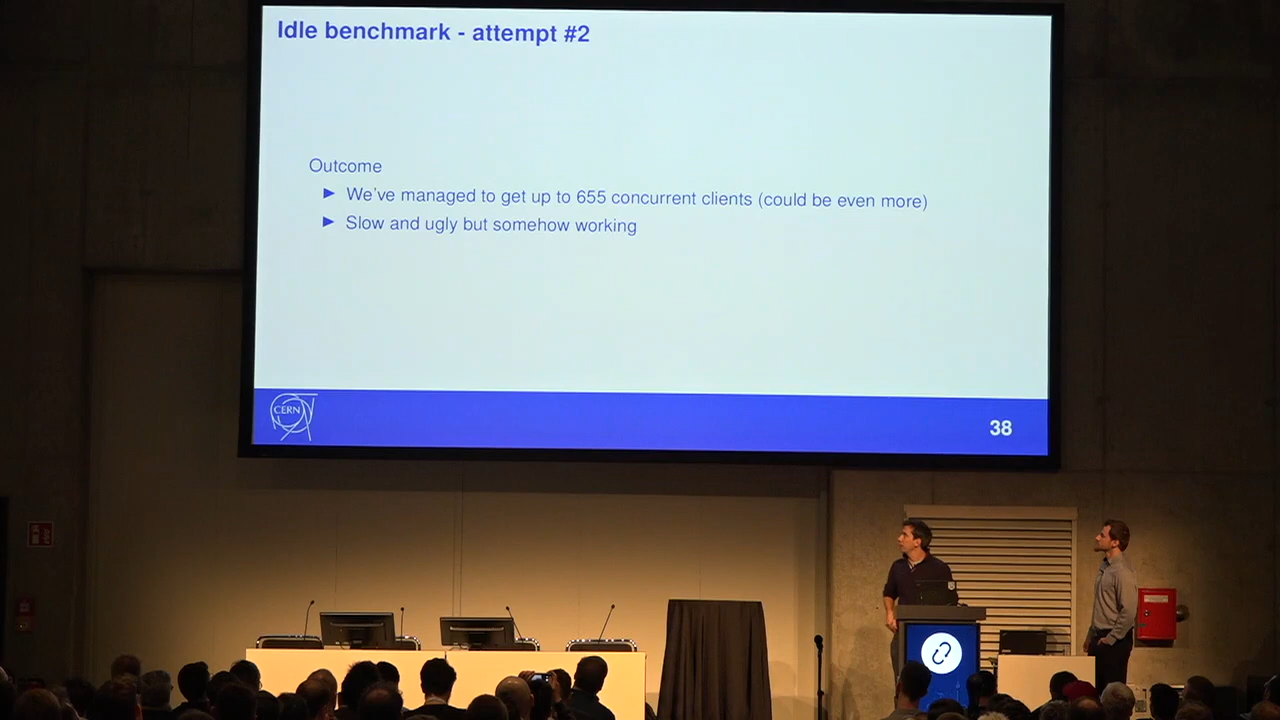 Idle benchmark - attempt #2
Outcome
► We've managed to get up to 655 concurrent clients (could be even more)
► Slow and ugly but somehow working
CERN
38